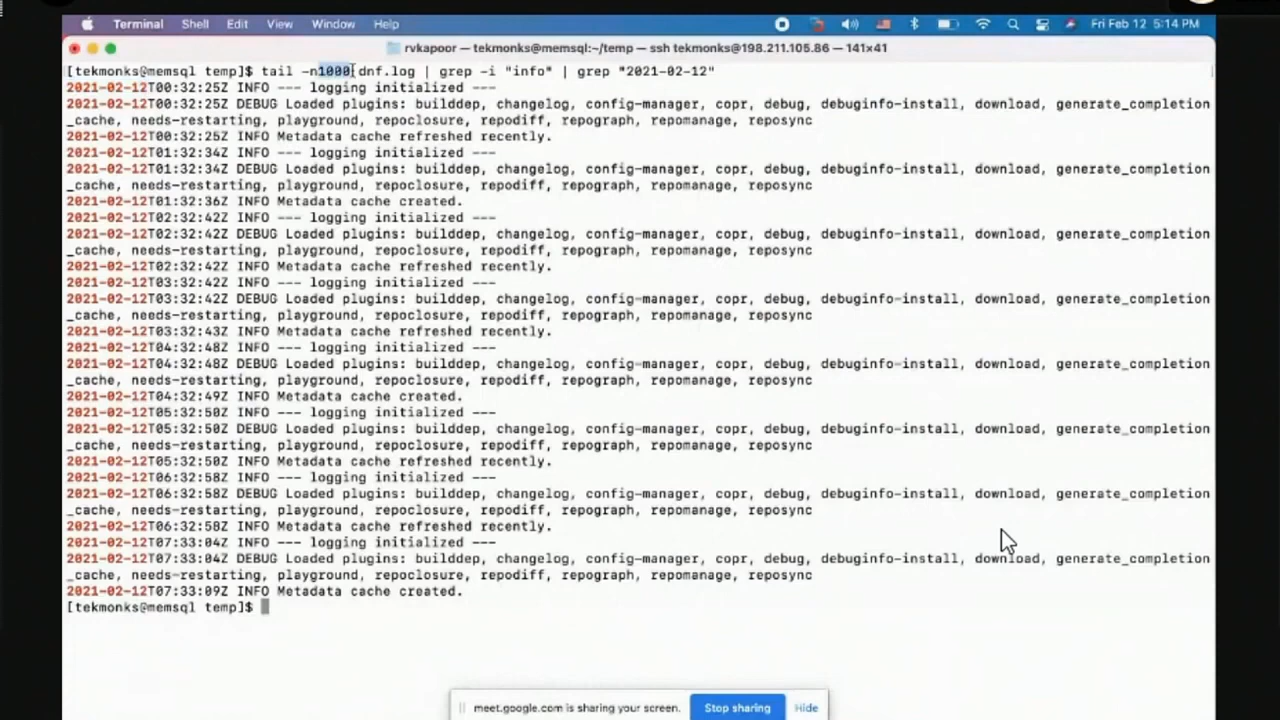 Terminal Shell Edit View Window Help Fri Feb 12 5:14 PM
rvkapoor — tekmonks@memsql:~/temp — ssh tekmonks@198.211.105.86 — 141×41
[tekmonks@memsql temp]$ tail -n1000 dnf.log | grep -i "info" | grep "2021-02-12"
2021-02-12T00:32:25Z INFO --- logging initialized ---
2021-02-12T00:32:25Z DEBUG Loaded plugins: builddep, changelog, config-manager, copr, debug, debuginfo-install, download, generate_completion
_cache, needs-restarting, playground, repoclosure, repodiff, repograph, repomanage, reposync
2021-02-12T00:32:25Z INFO Metadata cache refreshed recently.
2021-02-12T01:32:34Z INFO --- logging initialized ---
2021-02-12T01:32:34Z DEBUG Loaded plugins: builddep, changelog, config-manager, copr, debug, debuginfo-install, download, generate_completion
_cache, needs-restarting, playground, repoclosure, repodiff, repograph, repomanage, reposync
2021-02-12T01:32:36Z INFO Metadata cache created.
2021-02-12T02:32:42Z INFO --- logging initialized ---
2021-02-12T02:32:42Z DEBUG Loaded plugins: builddep, changelog, config-manager, copr, debug, debuginfo-install, download, generate_completion
_cache, needs-restarting, playground, repoclosure, repodiff, repograph, repomanage, reposync
2021-02-12T02:32:42Z INFO Metadata cache refreshed recently.
2021-02-12T03:32:42Z INFO --- logging initialized ---
2021-02-12T03:32:42Z DEBUG Loaded plugins: builddep, changelog, config-manager, copr, debug, debuginfo-install, download, generate_completion
_cache, needs-restarting, playground, repoclosure, repodiff, repograph, repomanage, reposync
2021-02-12T03:32:43Z INFO Metadata cache refreshed recently.
2021-02-12T04:32:48Z INFO --- logging initialized ---
2021-02-12T04:32:48Z DEBUG Loaded plugins: builddep, changelog, config-manager, copr, debug, debuginfo-install, download, generate_completion
_cache, needs-restarting, playground, repoclosure, repodiff, repograph, repomanage, reposync
2021-02-12T04:32:49Z INFO Metadata cache created.
2021-02-12T05:32:50Z INFO --- logging initialized ---
2021-02-12T05:32:50Z DEBUG Loaded plugins: builddep, changelog, config-manager, copr, debug, debuginfo-install, download, generate_completion
_cache, needs-restarting, playground, repoclosure, repodiff, repograph, repomanage, reposync
2021-02-12T05:32:50Z INFO Metadata cache refreshed recently.
2021-02-12T06:32:58Z INFO --- logging initialized ---
2021-02-12T06:32:58Z DEBUG Loaded plugins: builddep, changelog, config-manager, copr, debug, debuginfo-install, download, generate_completion
_cache, needs-restarting, playground, repoclosure, repodiff, repograph, repomanage, reposync
2021-02-12T06:32:58Z INFO Metadata cache refreshed recently.
2021-02-12T07:33:04Z INFO --- logging initialized ---
2021-02-12T07:33:04Z DEBUG Loaded plugins: builddep, changelog, config-manager, copr, debug, debuginfo-install, download, generate_completion
_cache, needs-restarting, playground, repoclosure, repodiff, repograph, repomanage, reposync
2021-02-12T07:33:09Z INFO Metadata cache created.
[tekmonks@memsql temp]$
meet.google.com is sharing your screen. Stop sharing Hide